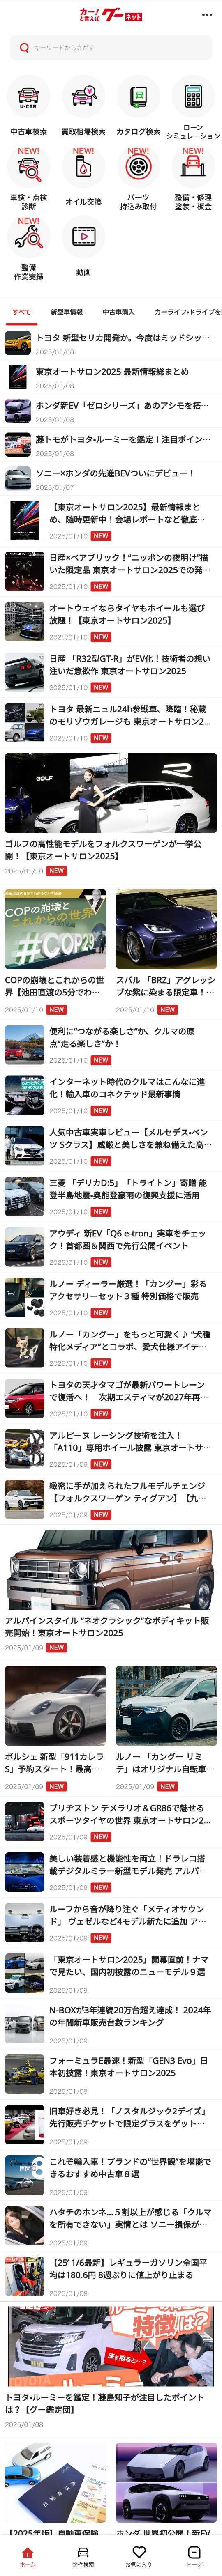 カー!と言えば グーネット
キーワードからさがす
U-CAR
中古車検索
買取相場検索
カタログ検索
ローン
シミュレーション
NEW!
車検・点検
診断
NEW!
オイル交換
NEW!
パーツ
持込み取付
NEW!
整備・修理
塗装・板金
NEW!
整備
作業実績
動画
すべて
新型車情報
中古車購入
カーライフ・ドライブを
トヨタ 新型セリカ開発か。今度はミッドシッ…
2025/01/08
東京オートサロン2025 最新情報総まとめ
2025/01/08
ホンダ新EV「ゼロシリーズ」あのアシモを搭…
2025/01/08
藤トモがトヨタ・ルーミーを鑑定！注目ポイン…
2025/01/08
ソニー×ホンダの先進BEVついにデビュー！
2025/01/07
【東京オートサロン2025】最新情報まと
め、随時更新中！会場レポートなど徹底…
2025/01/10 NEW
日産×ベアブリック！“ニッポンの夜明け”描
いた限定品 東京オートサロン2025での発…
2025/01/10 NEW
オートウェイならタイヤもホイールも選び
放題！【東京オートサロン2025】
2025/01/10 NEW
日産 「R32型GT-R」がEV化！技術者の想い
注いだ意欲作 東京オートサロン2025
2025/01/10 NEW
トヨタ 最新ニュル24h参戦車、降臨！秘蔵
のモリゾウガレージも 東京オートサロン2…
2025/01/10 NEW
GOLF
ゴルフの高性能モデルをフォルクスワーゲンが一挙公
開！【東京オートサロン2025】
2025/01/10 NEW
COPの崩壊と
これからの世界
#COP29
COPの崩壊とこれからの世
界【池田直渡の5分でわ…
2025/01/10 NEW
スバル 「BRZ」アグレッシ
ブな紫に染まる限定車！…
2025/01/10 NEW
便利に“つながる楽しさ”か、クルマの原
点“走る楽しさ”か！
2025/01/10 NEW
インターネット時代のクルマはこんなに進
化！輸入車のコネクテッド最新事情
2025/01/10 NEW
人気中古車実車レビュー【メルセデス・ベン
ツ Sクラス】威厳と美しさを兼ね備えた高…
2025/01/10 NEW
三菱 「デリカD:5」「トライトン」寄贈 能
登半島地震・奥能登豪雨の復興支援に活用
2025/01/10 NEW
アウディ 新EV「Q6 e-tron」実車をチェッ
ク！首都圏＆関西で先行公開イベント
2025/01/10 NEW
ルノー ディーラー厳選！「カングー」彩る
アクセサリーセット３種 特別価格で販売
2025/01/10 NEW
ルノー「カングー」をもっと可愛く♪ “犬種
特化メディア”とコラボ、愛犬仕様アイテ…
2025/01/10 NEW
トヨタの天才タマゴが最新パワートレーン
で復活へ！　次期エスティマが2027年再…
2025/01/10 NEW
アルピーヌ レーシング技術を注入！
「A110」専用ホイール披露 東京オートサ…
2025/01/09 NEW
緻密に手が加えられたフルモデルチェンジ
【フォルクスワーゲン ティグアン】【九…
2025/01/09 NEW
アルパインスタイル “ネオクラシック”なボディキット販
売開始！東京オートサロン2025
2025/01/09 NEW
ポルシェ 新型「911カレラ
S」予約スタート！最高…
2025/01/09 NEW
ルノー 「カングー リミ
テ」はオリジナル自転車…
2025/01/09 NEW
ブリヂストン テメラリオ＆GR86で魅せる
スポーツタイヤの世界 東京オートサロン2…
2025/01/09 NEW
美しい装着感と機能性を両立！ドラレコ搭
載デジタルミラー新型モデル発売 アルパ…
2025/01/09 NEW
ルーフから音が降り注ぐ「メティオサウン
ド」 ヴェゼルなど4モデル新たに追加 ア…
2025/01/09 NEW
「東京オートサロン2025」開幕直前！ナマ
で見たい、国内初披露のニューモデル９選
2025/01/09
N-BOXが3年連続20万台超え達成！ 2024年
の年間新車販売台数ランキング
2025/01/09
フォーミュラE最速！新型「GEN3 Evo」日
本初披露！東京オートサロン2025
2025/01/09
旧車好き必見！「ノスタルジック2デイズ」
先行販売チケットで限定グラスをゲット…
2025/01/09
これぞ輸入車！ブランドの“世界観”を堪能で
きるおすすめ中古車８選
2025/01/09
ハタチのホンネ…５割以上が感じる「クルマ
を所有できない」実情とは ソニー損保が…
2025/01/09
【25’ 1/6最新】レギュラーガソリン全国平
均は180.6円 8週ぶりに値上がり止まる
2025/01/08
特徴は？
床を捲ると…？
ルーミー
トヨタ・ルーミーを鑑定！藤島知子が注目したポイント
は？【グー鑑定団】
2025/01/08
【2025年版】自動車保険
ホンダ 世界初公開！新EV
ホーム
物件検索
お気に入り
トーク